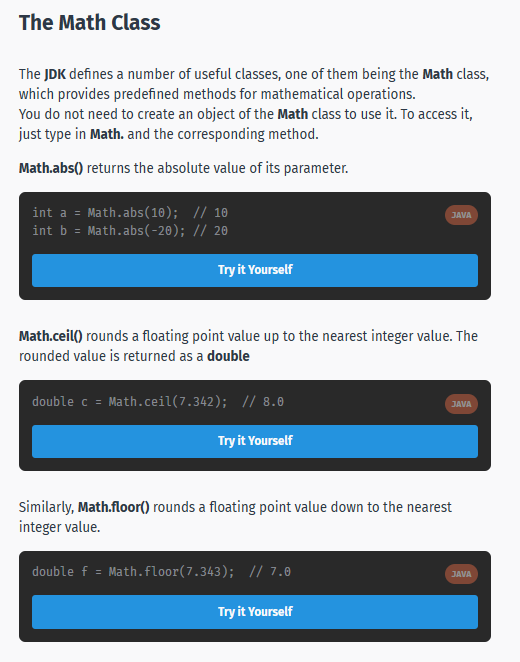 The Math Class
The JDK defines a number of useful classes, one of them being the Math class,
which provides predefined methods for mathematical operations.
You do not need to create an object of the Math class to use it. To access it,
just type in Math. and the corresponding method.
Math.abs() returns the absolute value of its parameter.
int a = Math.abs(10);  // 10
JAVA
int b = Math.abs(-20); // 20
Try it Yourself
Math.ceil() rounds a floating point value up to the nearest integer value. The
rounded value is returned as a double
double c = Math.ceil(7.342);  // 8.0
JAVA
Try it Yourself
Similarly, Math.floor() rounds a floating point value down to the nearest
integer value.
double f = Math.floor(7.343);  // 7.0
JAVA
Try it Yourself